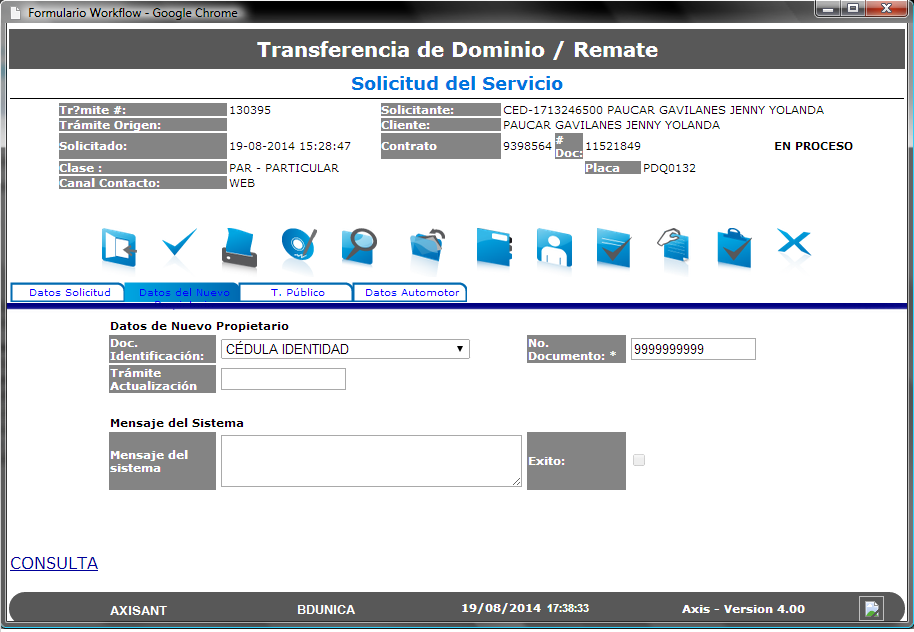 Formulario Workflow - Google Chrome
Transferencia de Dominio / Remate
Solicitud del Servicio
Tr?mite #: 130395 Solicitante: CED-1713246500 PAUCAR GAVILANES JENNY YOLANDA
Trámite Origen: Cliente: PAUCAR GAVILANES JENNY YOLANDA
Solicitado: 19-08-2014 15:28:47 Contrato 9398564 # Doc: 11521849 EN PROCESO
Clase : PAR - PARTICULAR Placa PDQ0132
Canal Contacto: WEB
Datos Solicitud Datos del Nuevo T. Público Datos Automotor
Datos de Nuevo Propietario
Doc. Identificación: CÉDULA IDENTIDAD No. Documento: * 9999999999
Trámite Actualización
Mensaje del Sistema
Mensaje del sistema Exito:
CONSULTA
AXISANT BDUNICA 19/08/2014 17:38:33 Axis - Version 4.00